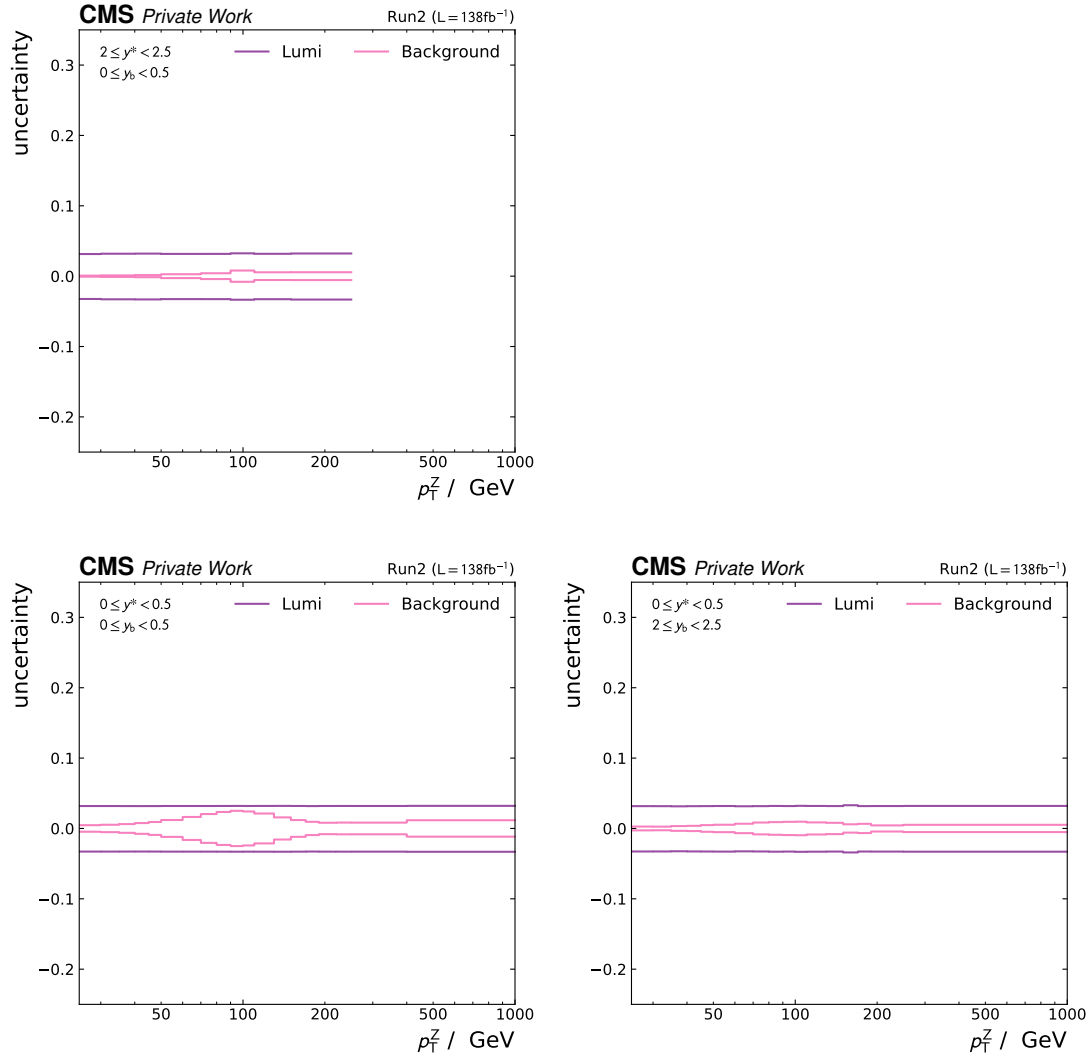 CMS Private Work Run2 (L = 138fb⁻¹)
2 ≤ y* < 2.5 Lumi Background
0 ≤ y_b < 0.5
uncertainty
0.3
0.2
0.1
0.0
−0.1
−0.2
50 100 200 500 1000
p_T^Z / GeV
CMS Private Work Run2 (L = 138fb⁻¹)
0 ≤ y* < 0.5 Lumi Background
0 ≤ y_b < 0.5
uncertainty
0.3
0.2
0.1
0.0
−0.1
−0.2
50 100 200 500 1000
p_T^Z / GeV
CMS Private Work Run2 (L = 138fb⁻¹)
0 ≤ y* < 0.5 Lumi Background
2 ≤ y_b < 2.5
uncertainty
0.3
0.2
0.1
0.0
−0.1
−0.2
50 100 200 500 1000
p_T^Z / GeV